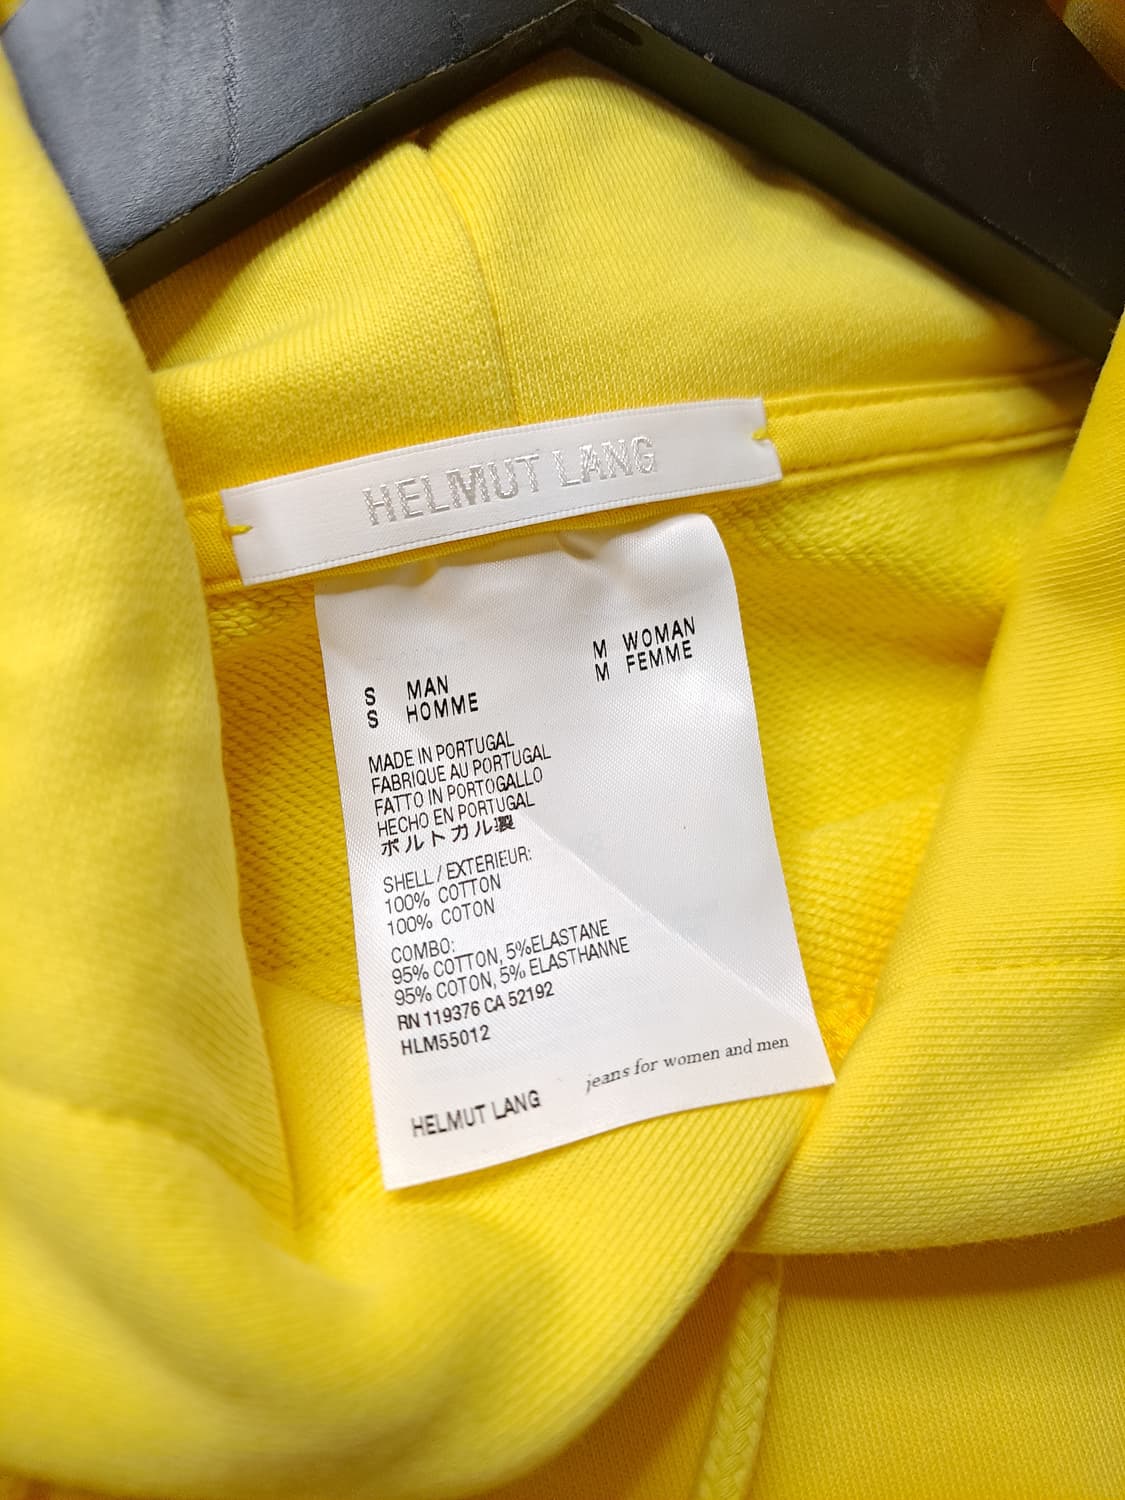 HELMUT LANG
M WOMAN
M FEMME
S MAN
S HOMME
MADE IN PORTUGAL
FABRIQUE AU PORTUGAL
FATTO IN PORTOGALLO
HECHO EN PORTUGAL
ポルトガル製
SHELL / EXTERIEUR:
100% COTTON
100% COTON
COMBO:
95% COTTON, 5%ELASTANE
95% COTON, 5% ELASTHANNE
RN 119376 CA 52192
HLM55012
jeans for women and men
HELMUT LANG